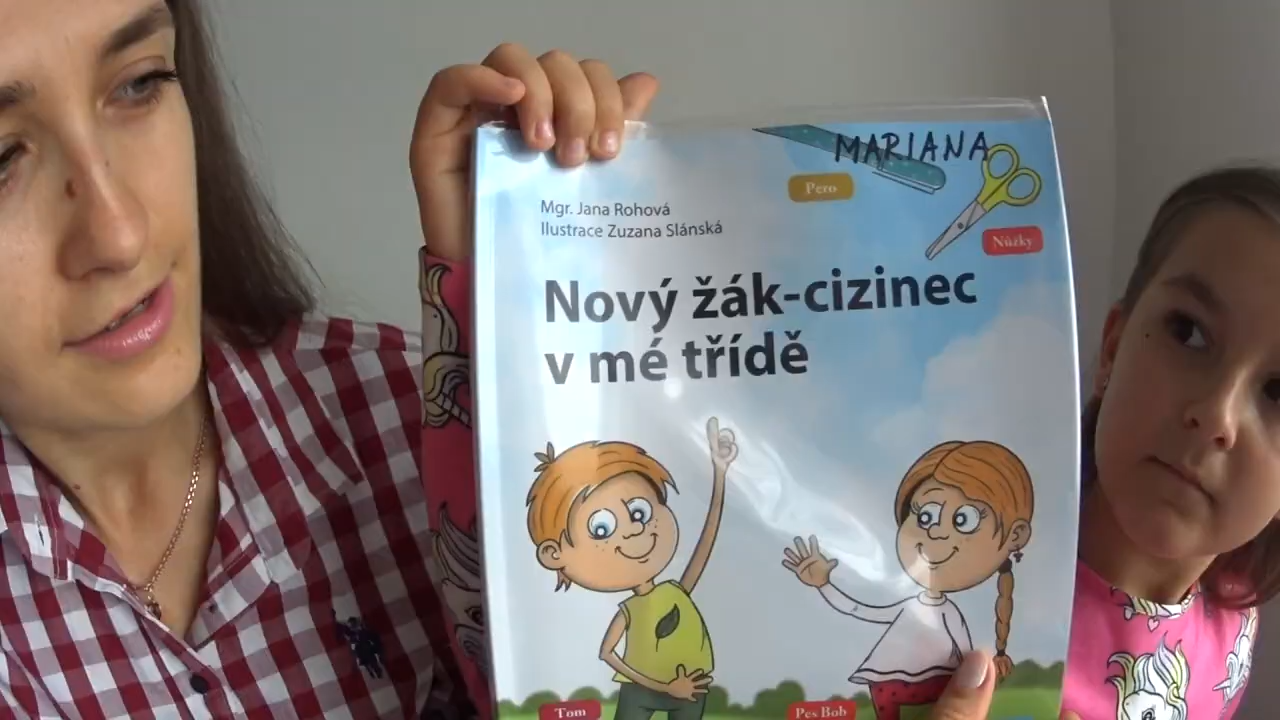 MARIANA
Pero
Nůžky
Mgr. Jana Rohová
Ilustrace Zuzana Slánská
Nový žák-cizinec
v mé třídě
Tom
Pes Bob